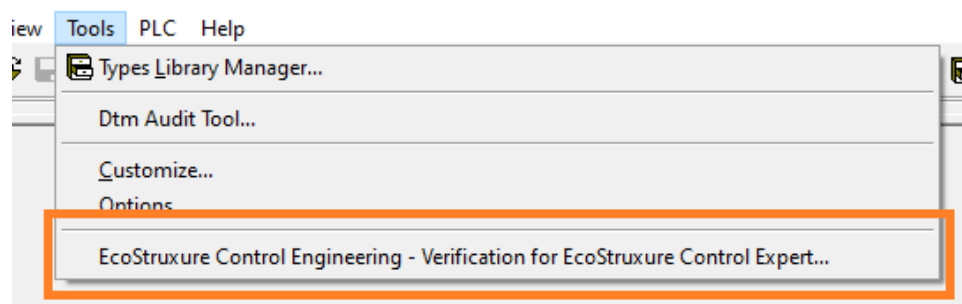 iew Tools PLC Help
Types Library Manager...
Dtm Audit Tool...
Customize...
Options
EcoStruxure Control Engineering - Verification for EcoStruxure Control Expert...